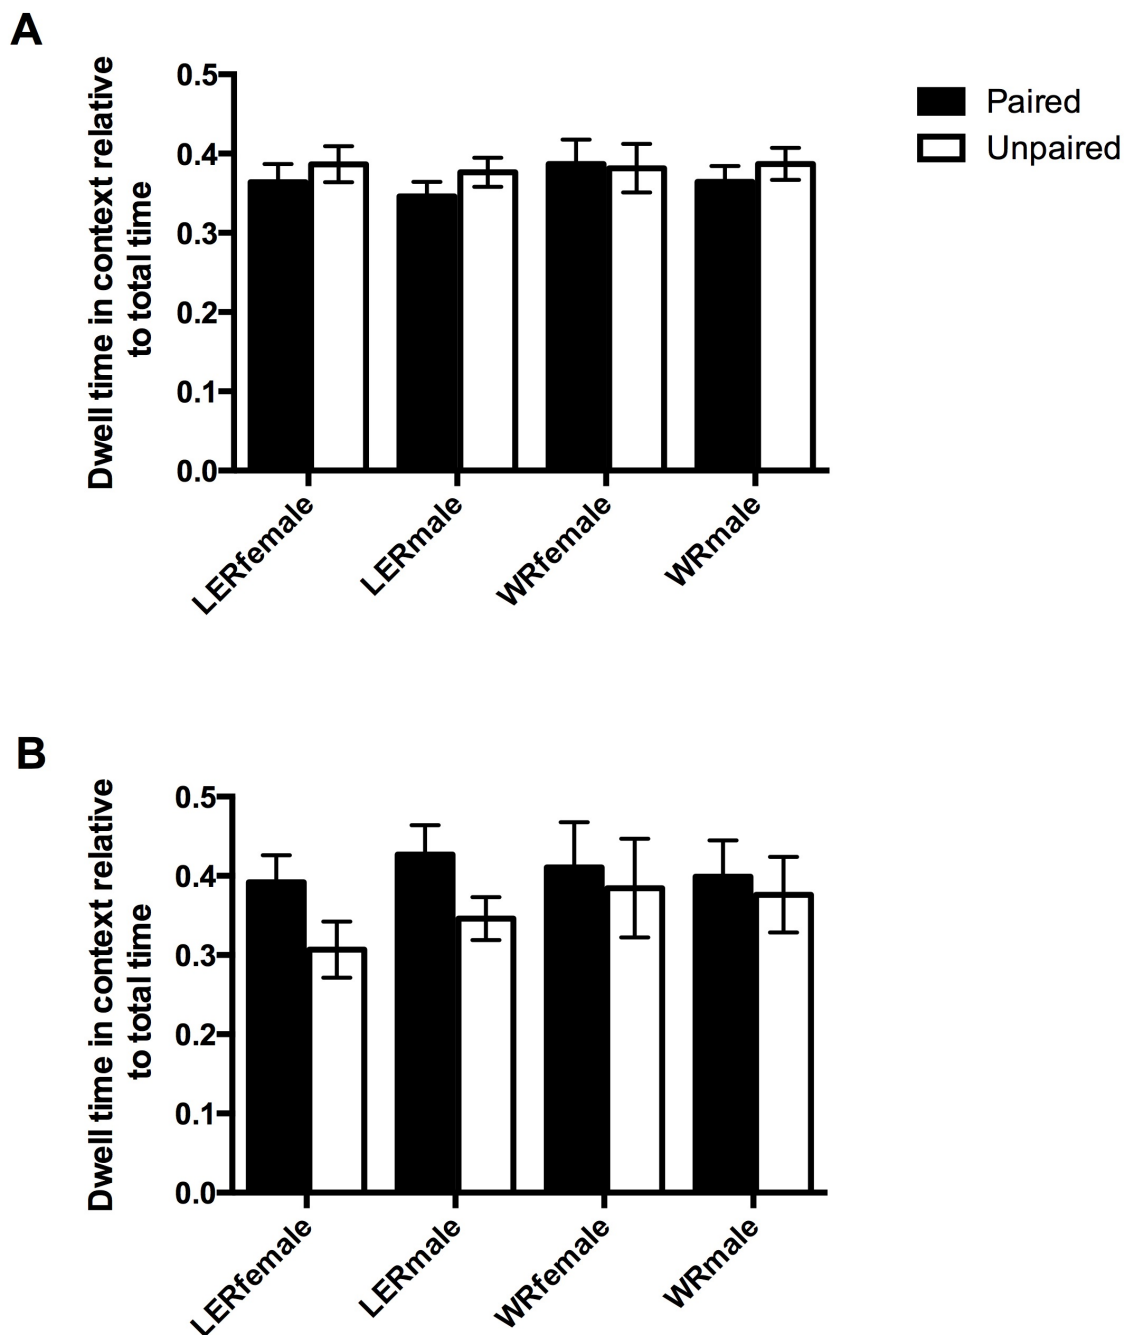 A
Dwell time in context relative
to total time
0.5
0.4
0.3
0.2
0.1
0.0
LERfemale
LERmale
WRfemale
WRmale
Paired
Unpaired
B
Dwell time in context relative
to total time
0.5
0.4
0.3
0.2
0.1
0.0
LERfemale
LERmale
WRfemale
WRmale